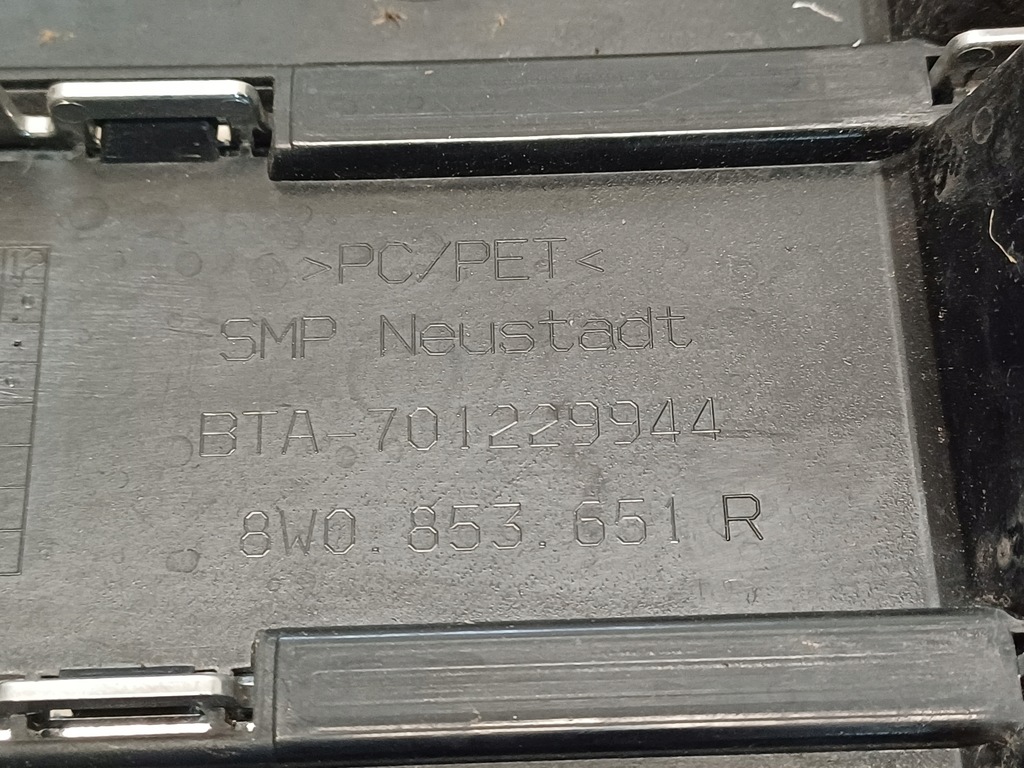 >PC/PET<
SMP Neustadt
BTA-701229944
8W0.853.651 R